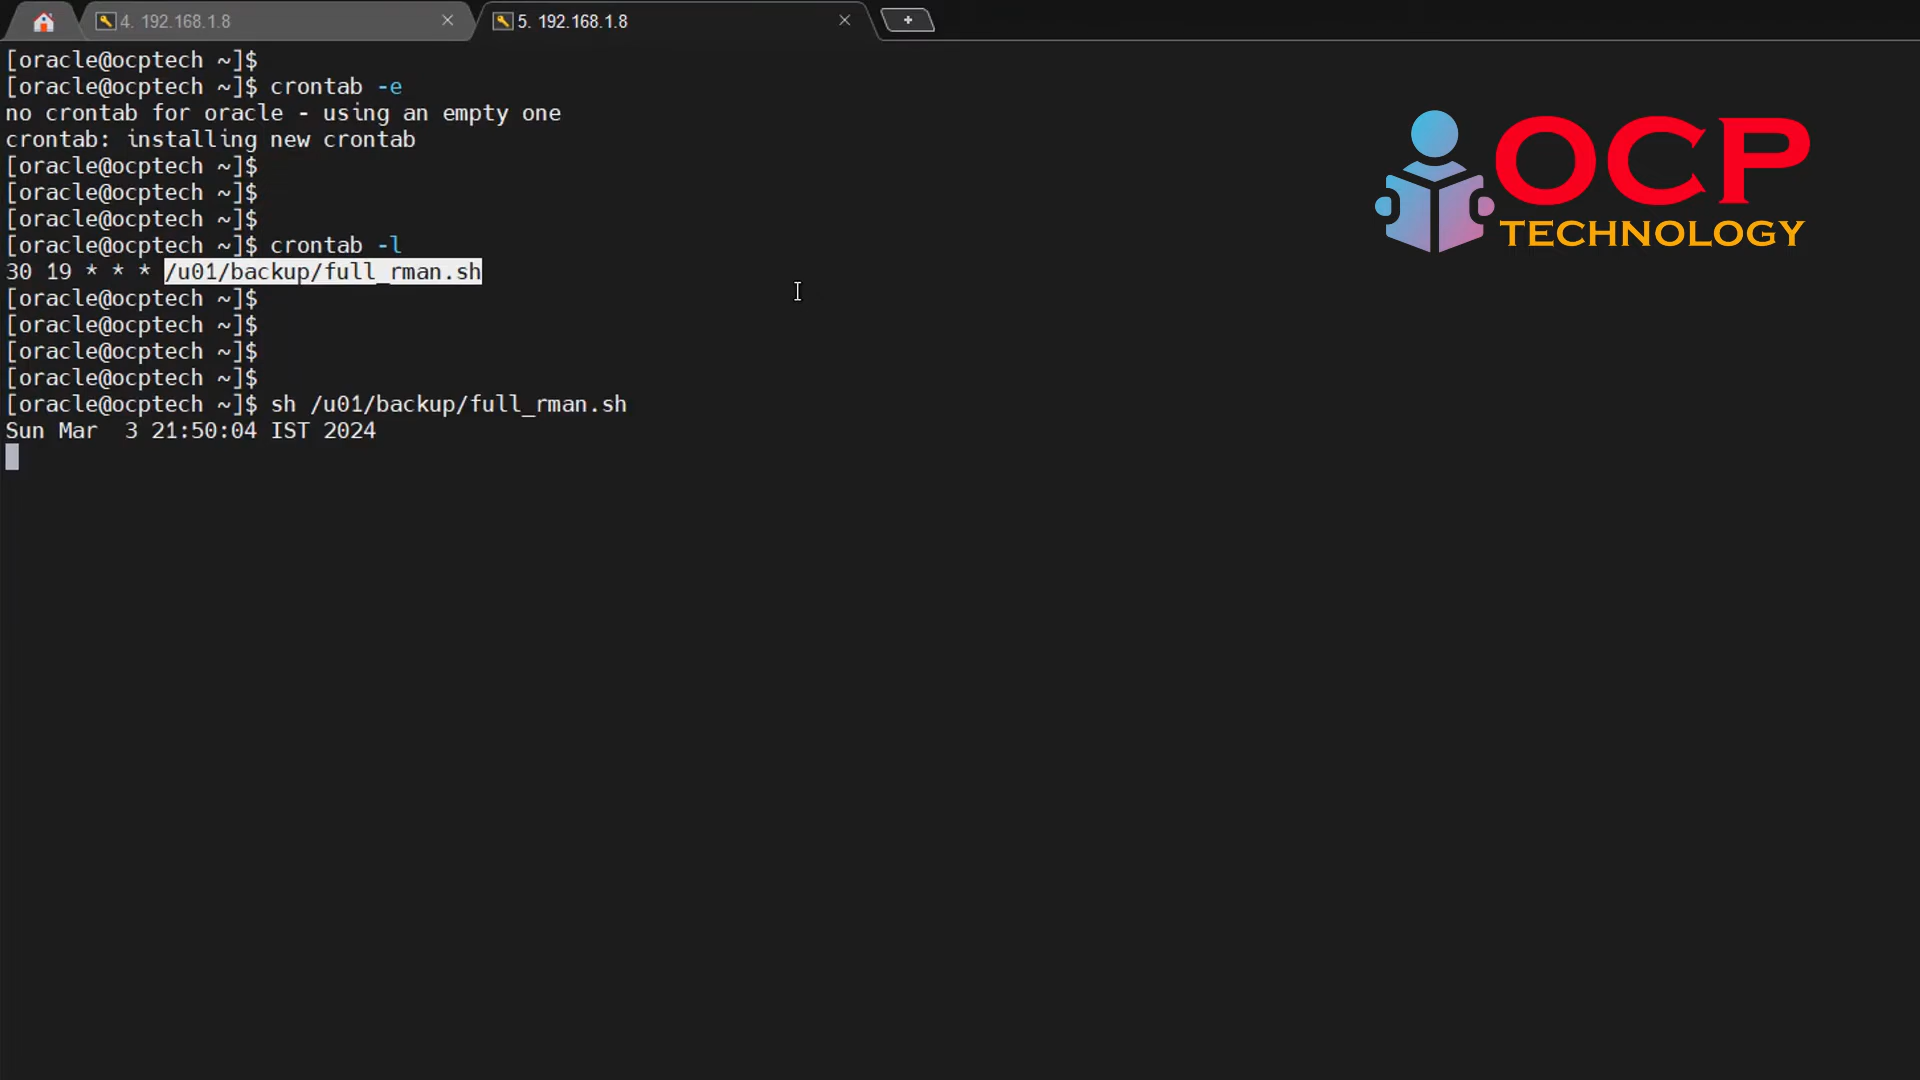 4. 192.168.1.8
5. 192.168.1.8
[oracle@ocptech ~]$
[oracle@ocptech ~]$ crontab -e
no crontab for oracle - using an empty one
crontab: installing new crontab
[oracle@ocptech ~]$
[oracle@ocptech ~]$
[oracle@ocptech ~]$
[oracle@ocptech ~]$ crontab -l
30 19 * * * /u01/backup/full_rman.sh
[oracle@ocptech ~]$
[oracle@ocptech ~]$
[oracle@ocptech ~]$
[oracle@ocptech ~]$
[oracle@ocptech ~]$ sh /u01/backup/full_rman.sh
Sun Mar  3 21:50:04 IST 2024
OCP
TECHNOLOGY